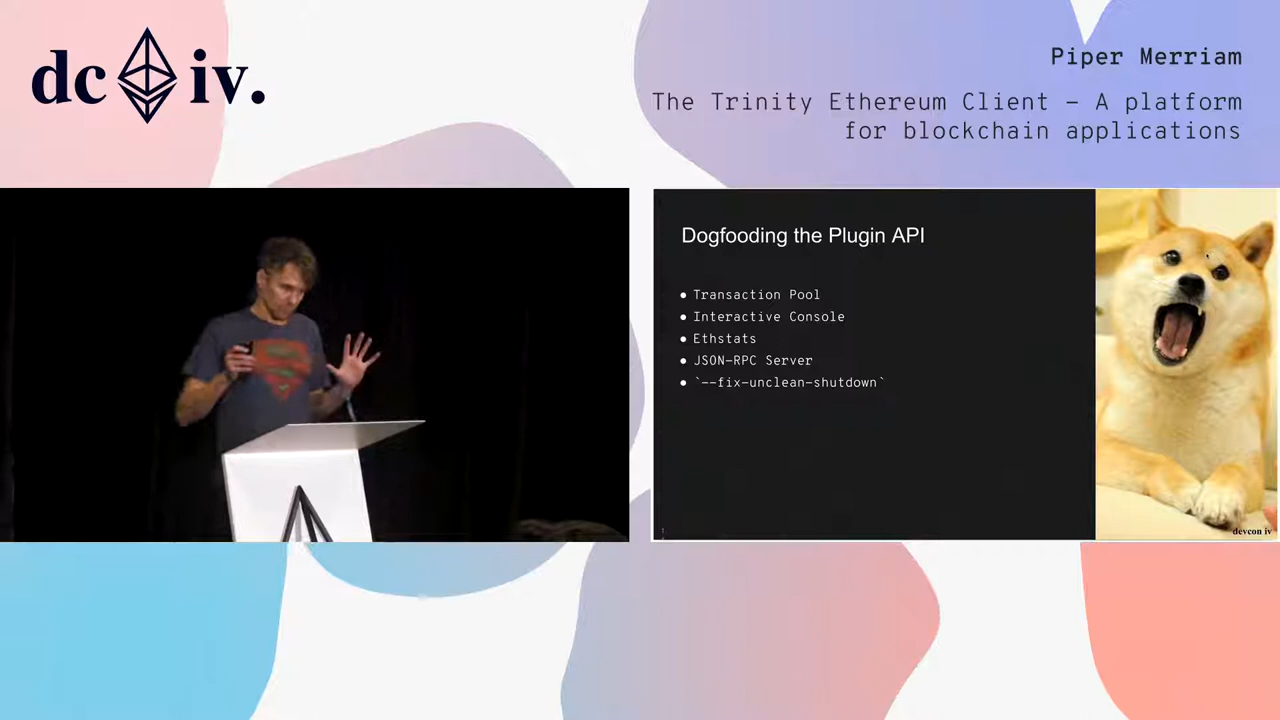 dc iv.
Piper Merriam
The Trinity Ethereum Client – A platform
for blockchain applications
Dogfooding the Plugin API
● Transaction Pool
● Interactive Console
● Ethstats
● JSON-RPC Server
● `--fix-unclean-shutdown`
devcon iv